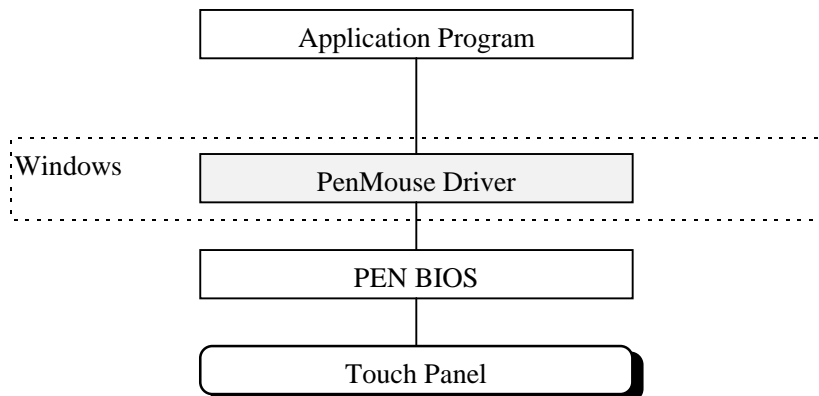 Application Program
Windows
PenMouse Driver
PEN BIOS
Touch Panel